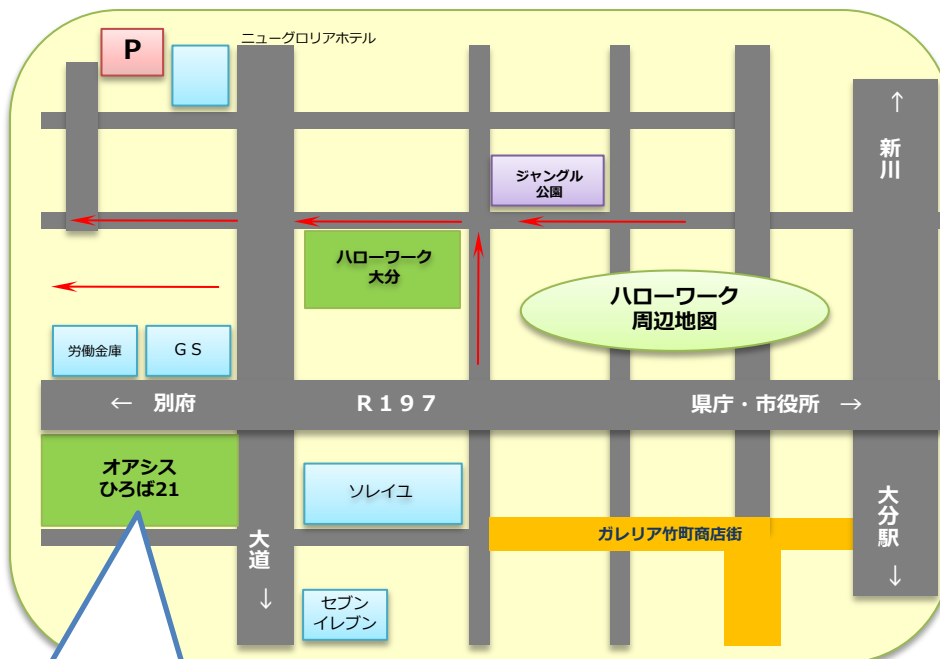 ニューグロリアホテル
P
↑
新川
ジャングル
公園
ハローワーク
大分
ハローワーク
周辺地図
労働金庫
ＧＳ
← 別府
Ｒ１９７
県庁・市役所 →
オアシス
ひろば21
ソレイユ
大道
↓
ガレリア竹町商店街
大分駅
↓
セブン
イレブン